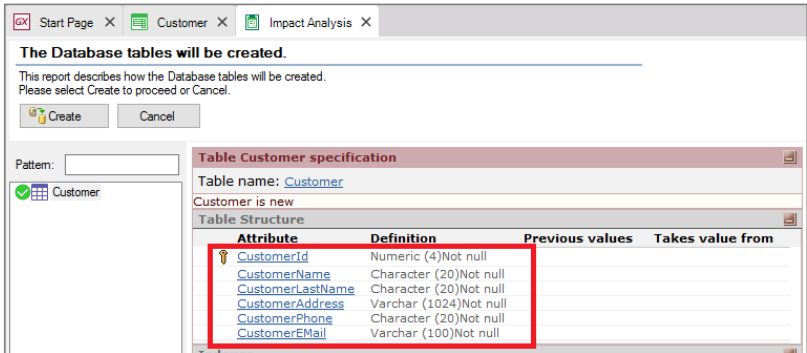 GX Start Page X Customer X Impact Analysis X
The Database tables will be created.
This report describes how the Database tables will be created.
Please select Create to proceed or Cancel.
Create Cancel
Pattern:
Customer
Table Customer specification
Table name: Customer
Customer is new
Table Structure
Attribute Definition Previous values Takes value from
CustomerId Numeric (4)Not null
CustomerName Character (20)Not null
CustomerLastName Character (20)Not null
CustomerAddress Varchar (1024)Not null
CustomerPhone Character (20)Not null
CustomerEMail Varchar (100)Not null